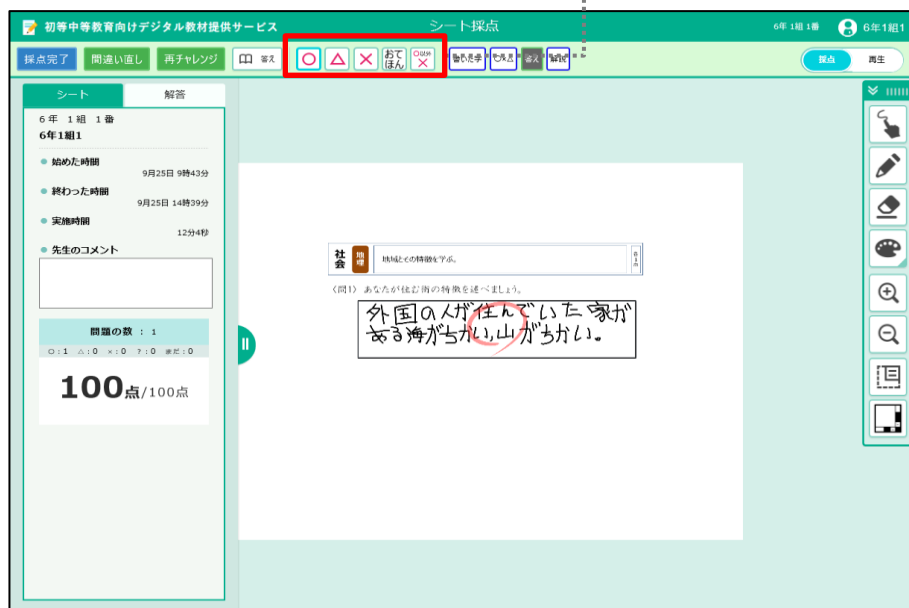 初等中等教育向けデジタル教材提供サービス
シート採点
6年 1組 1番
6年1組1
採点完了
間違い直し
再チャレンジ
答え
○
△
×
おて
ほん
○以外
×
答え
解説
採点
再生
シート
解答
6年 1組 1番
6年1組1
始めた時間
9月25日 9時43分
終わった時間
9月25日 14時39分
実施時間
12分4秒
先生のコメント
問題の数 : 1
○:1 △:0 ×:0 ?:0 まだ:0
100点/100点
社会
地理
地域とその特徴を学ぶ。
〈問1〉 あなたが住む街の特徴を述べましょう。
外国の人が住んでいた家が
ある海がちかい,山がちかい。